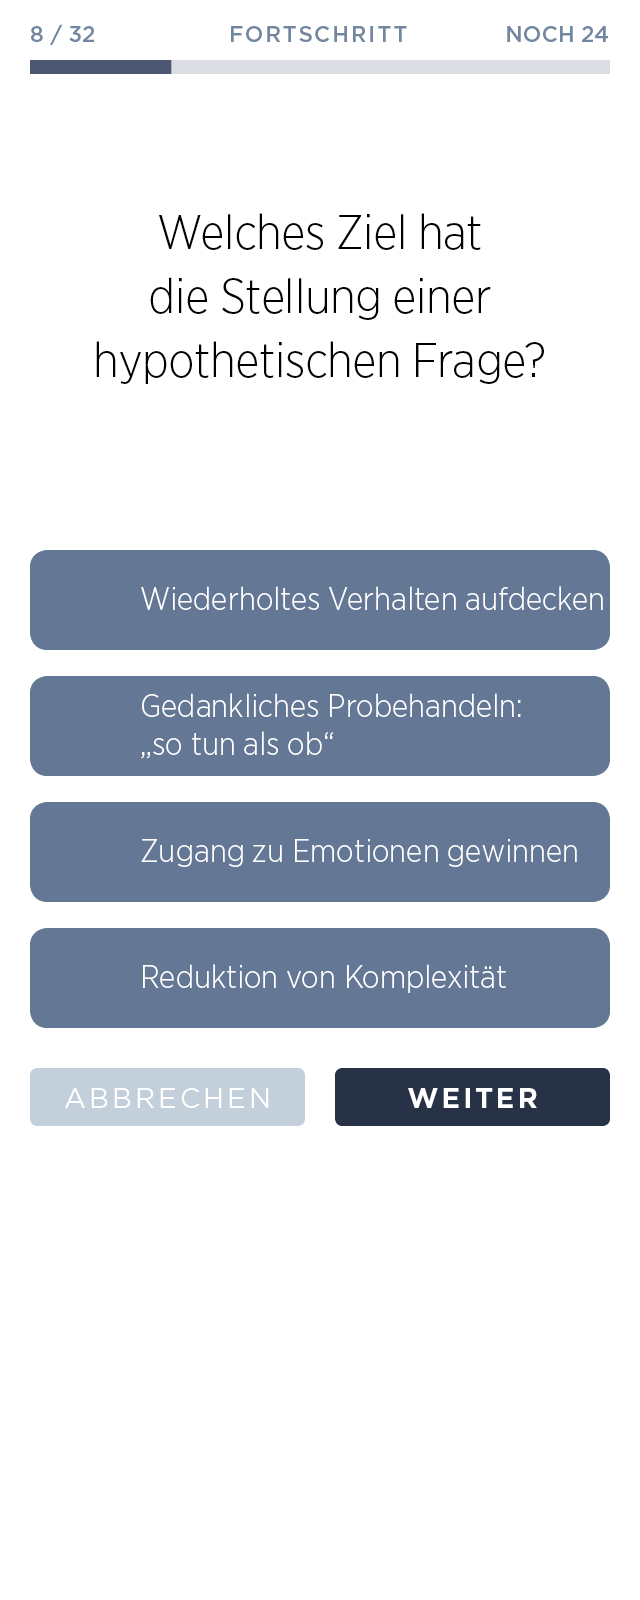 8 / 32 FORTSCHRITT NOCH 24
Welches Ziel hat
die Stellung einer
hypothetischen Frage?
Wiederholtes Verhalten aufdecken
Gedankliches Probehandeln:
„so tun als ob“
Zugang zu Emotionen gewinnen
Reduktion von Komplexität
ABBRECHEN WEITER